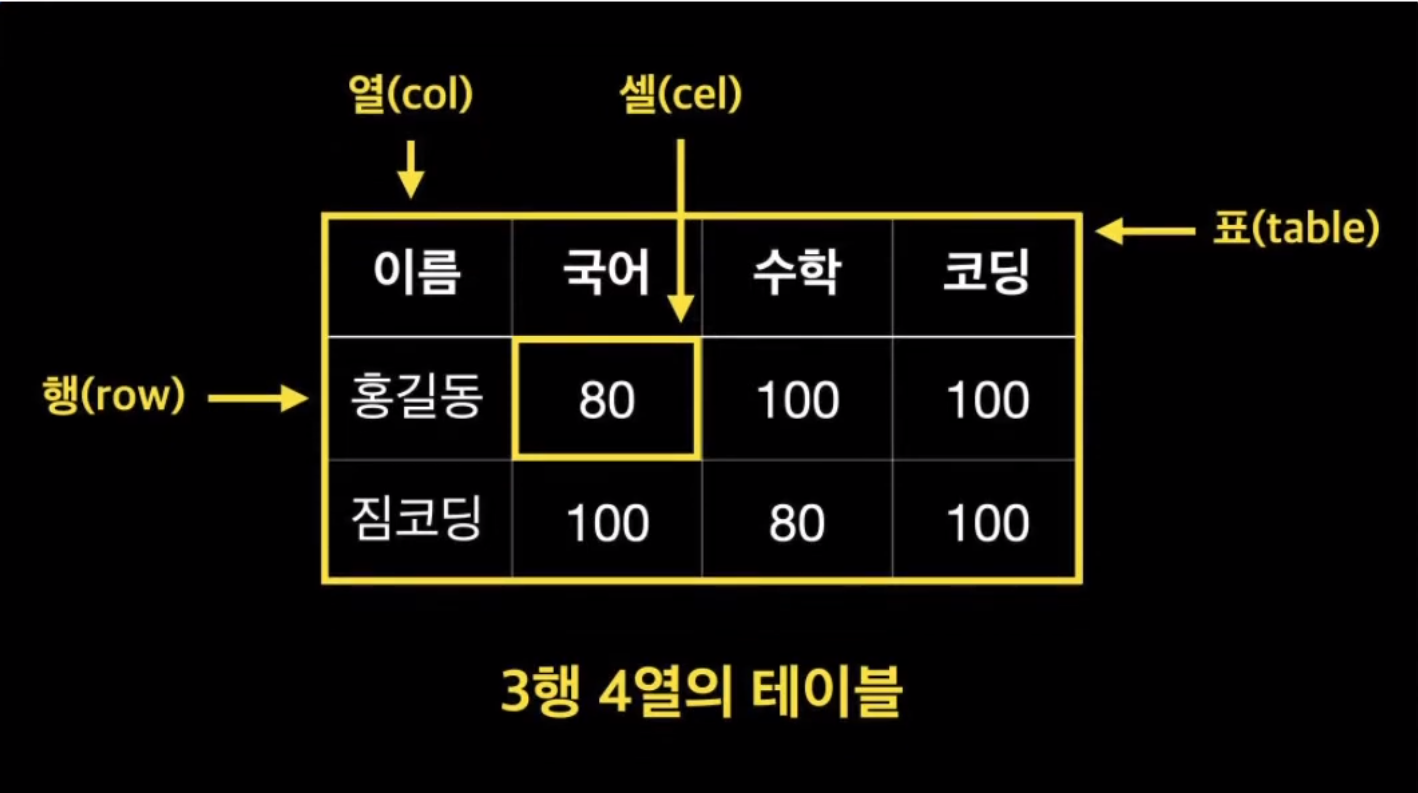 열(col) 셀(cel)
표(table)
이름 국어 수학 코딩
행(row)
홍길동 80 100 100
짐코딩 100 80 100
3행 4열의 테이블